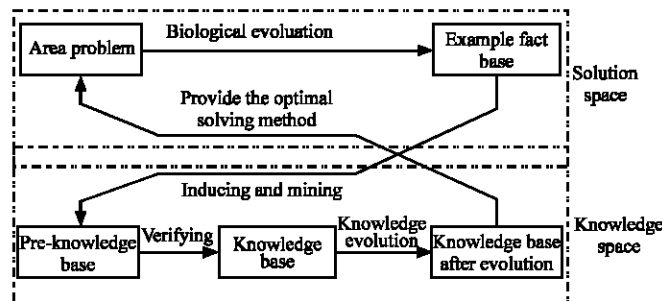 Biological evaluation
Area problem
Example fact
base
Solution
space
Provide the optimal
solving method
Inducing and mining
Pre-knowledge
base
Verifying
Knowledge
base
Knowledge
evolution
Knowledge base
after evolution
Knowledge
space